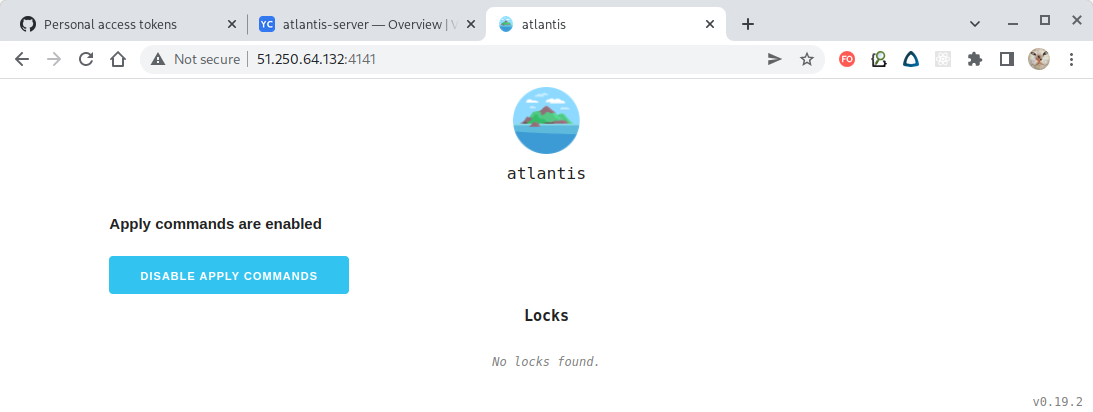 Personal access tokens
YC atlantis-server — Overview |
atlantis
Not secure 51.250.64.132:4141
FO
atlantis
Apply commands are enabled
DISABLE APPLY COMMANDS
Locks
No locks found.
v0.19.2